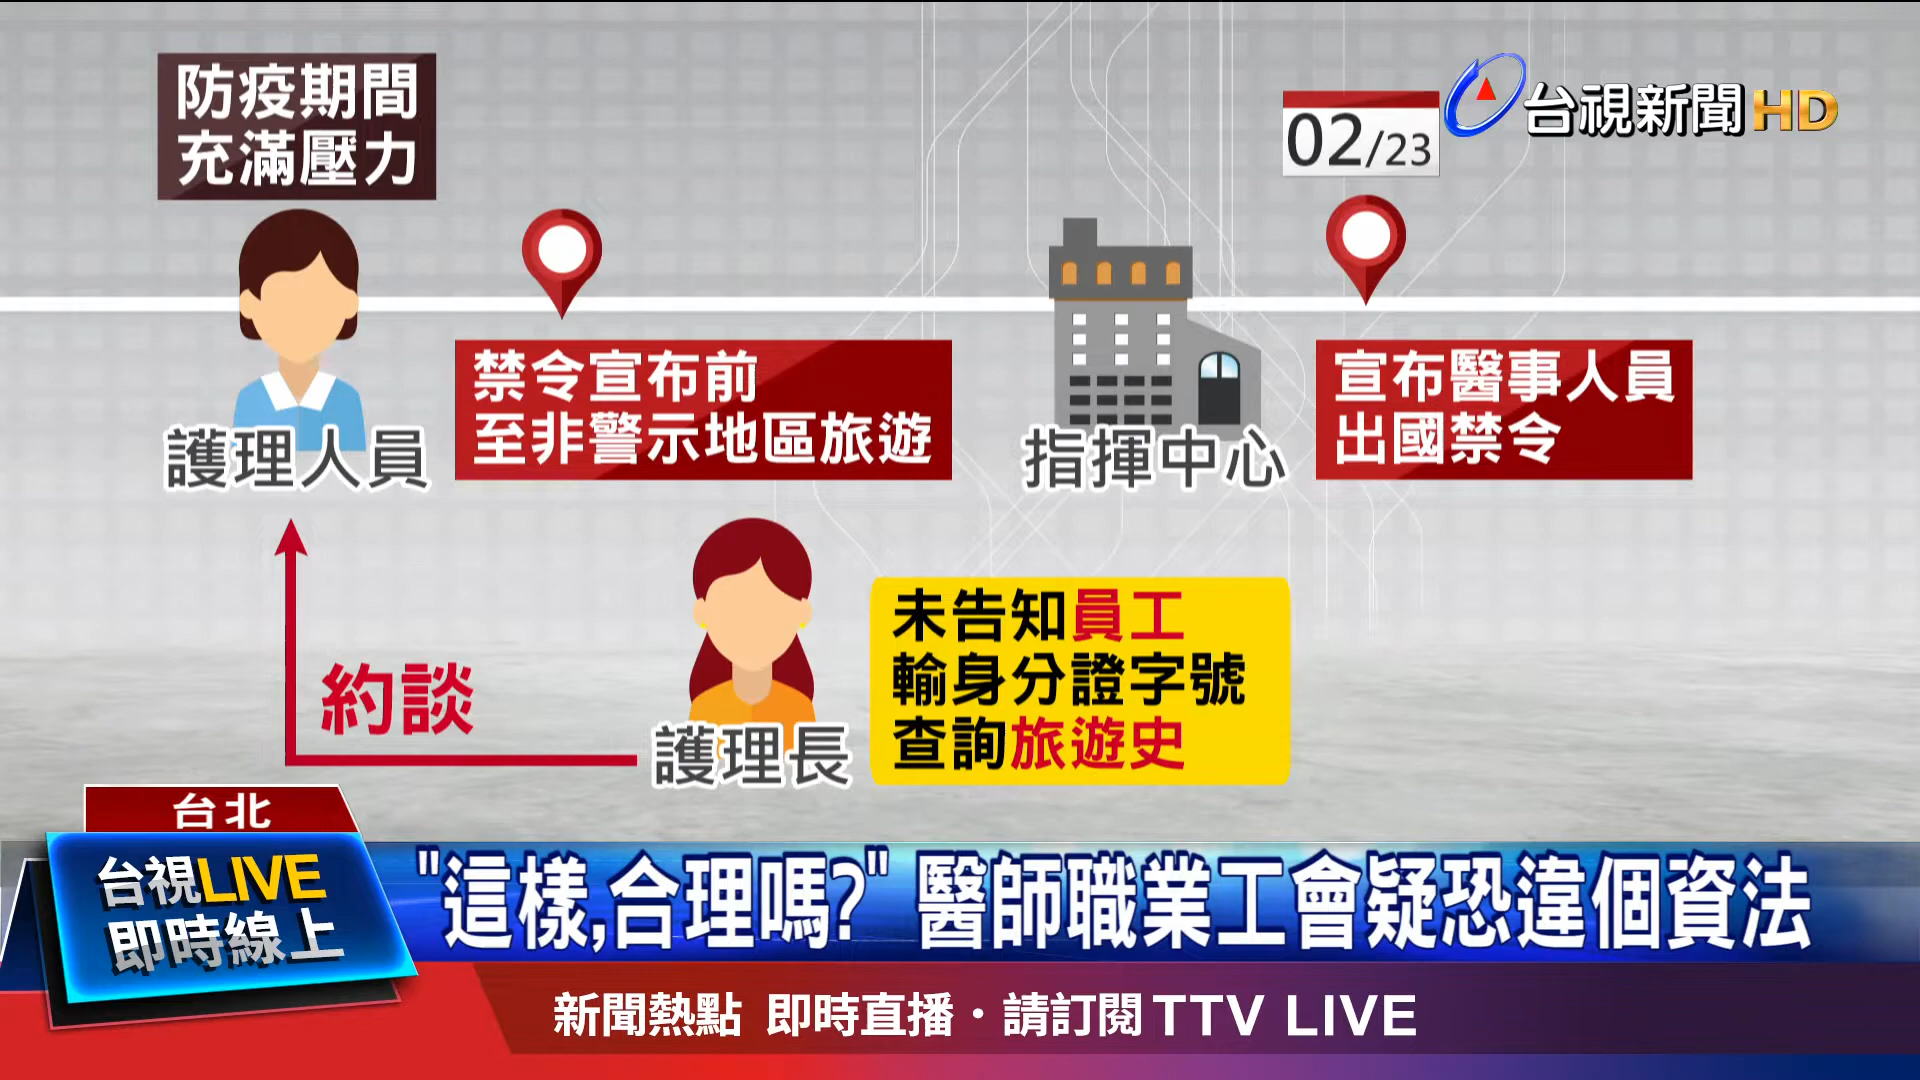 防疫期間
充滿壓力
台視新聞HD
02/23
禁令宣布前
至非警示地區旅遊
護理人員
宣布醫事人員
出國禁令
指揮中心
約談
護理長
未告知員工
輸身分證字號
查詢旅遊史
台北
台視LIVE
即時線上
"這樣,合理嗎?" 醫師職業工會疑恐違個資法
新聞熱點 即時直播·請訂閱TTV LIVE